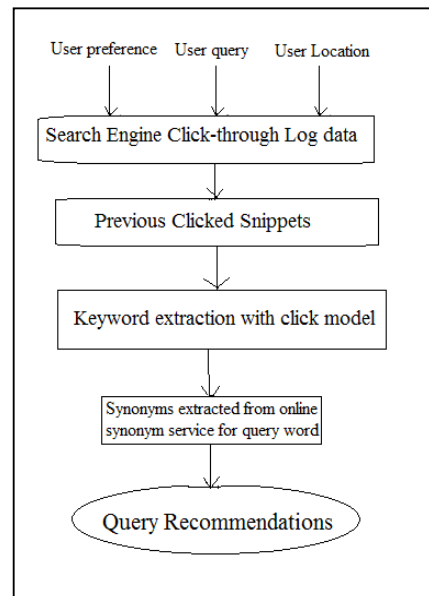 User preference User query User Location
Search Engine Click-through Log data
Previous Clicked Snippets
Keyword extraction with click model
Synonyms extracted from online
synonym service for query word
Query Recommendations